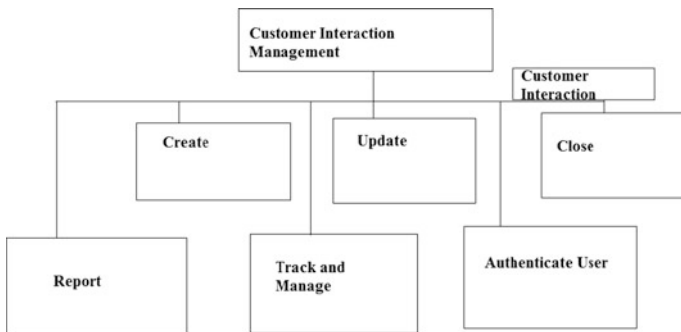 Customer Interaction
Management
Customer
Interaction
Create
Update
Close
Report
Track and
Manage
Authenticate User